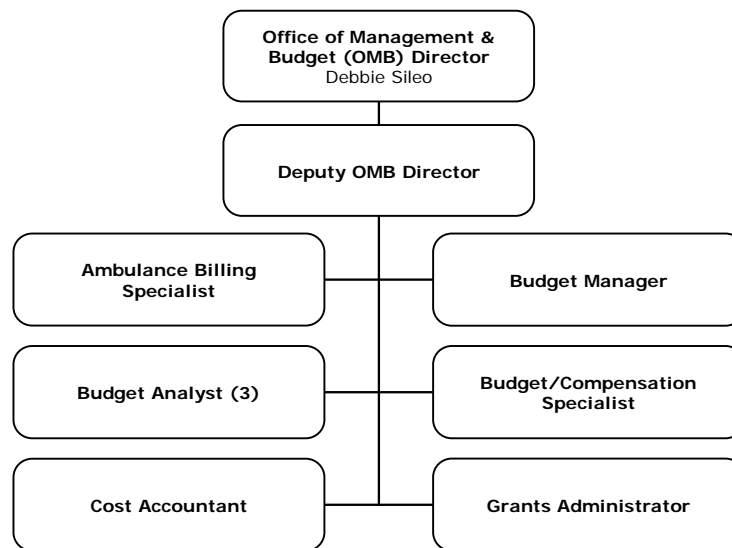 Office of Management &
Budget (OMB) Director
Debbie Sileo
Deputy OMB Director
Ambulance Billing
Specialist
Budget Manager
Budget Analyst (3)
Budget/Compensation
Specialist
Cost Accountant
Grants Administrator